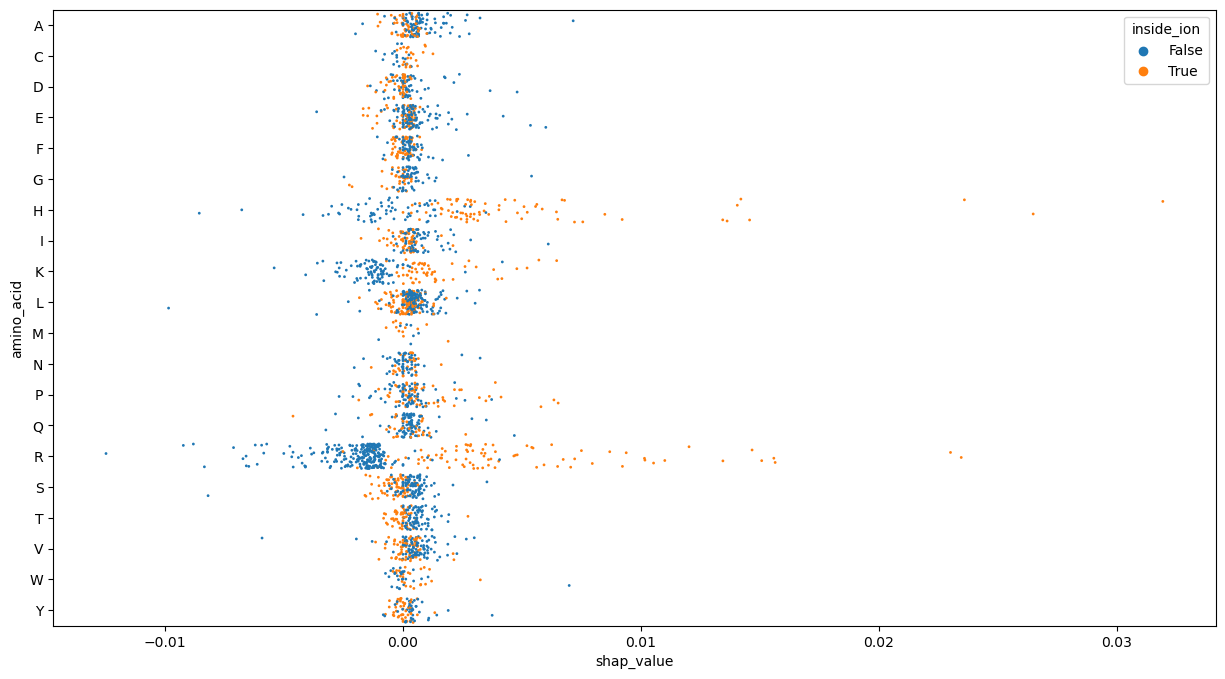 inside_ion
False
True
amino_acid
A
C
D
E
F
G
H
I
K
L
M
N
P
Q
R
S
T
V
W
Y
−0.01
0.00
0.01
0.02
0.03
shap_value